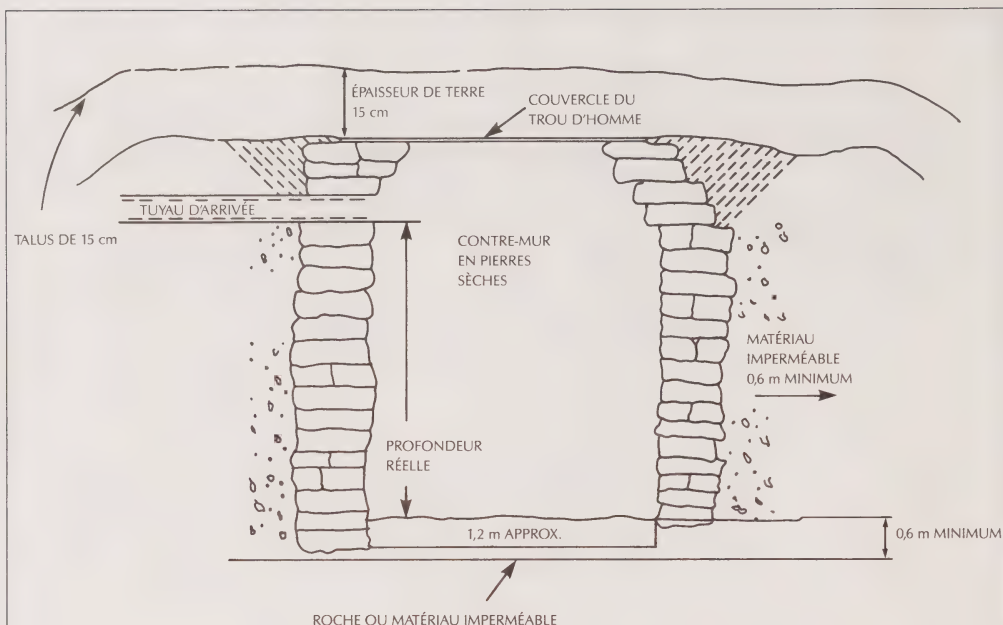 ÉPAISSEUR DE TERRE
15 cm
COUVERCLE DU
TROU D'HOMME
TUYAU D'ARRIVÉE
TALUS DE 15 cm
CONTRE-MUR
EN PIERRES
SÈCHES
MATÉRIAU
IMPERMÉABLE
0,6 m MINIMUM
PROFONDEUR
RÉELLE
1,2 m APPROX.
0,6 m MINIMUM
ROCHE OU MATÉRIAU IMPERMÉABLE